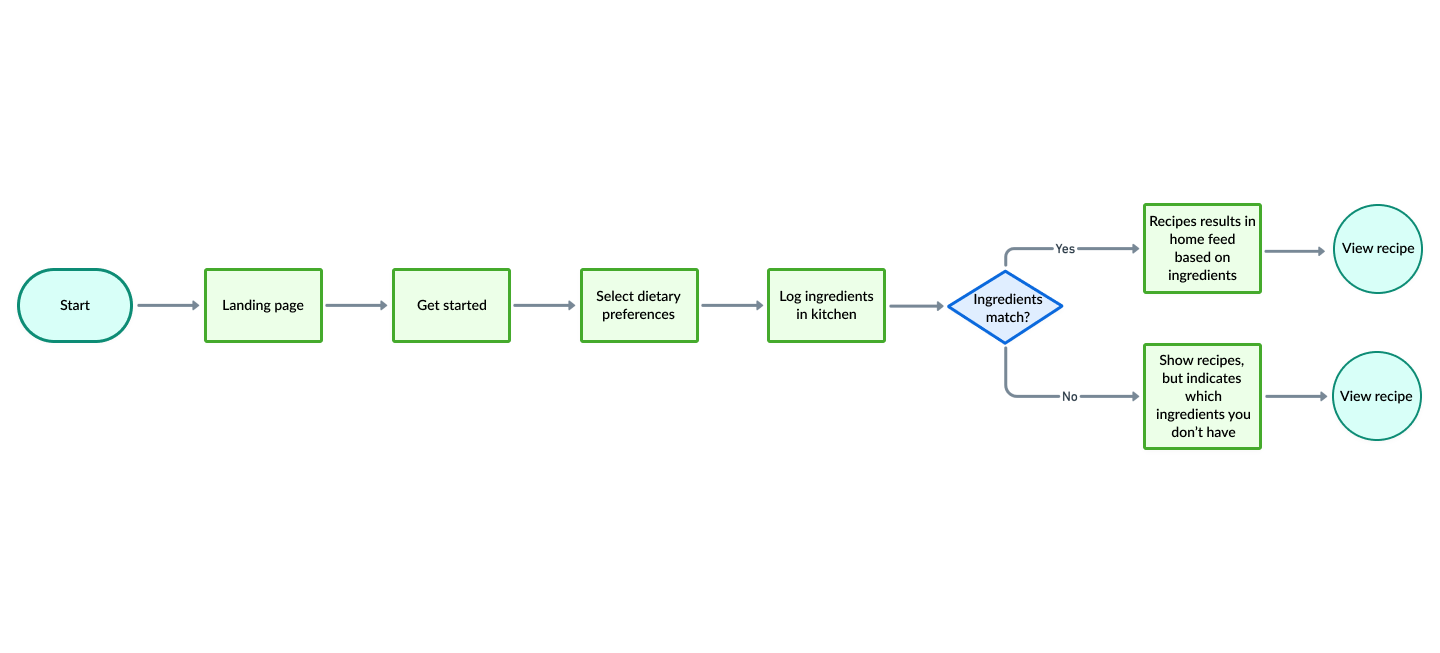 Start
Landing page
Get started
Select dietary
preferences
Log ingredients
in kitchen
Ingredients
match?
Yes
Recipes results in
home feed
based on
ingredients
View recipe
No
Show recipes,
but indicates
which
ingredients you
don't have
View recipe